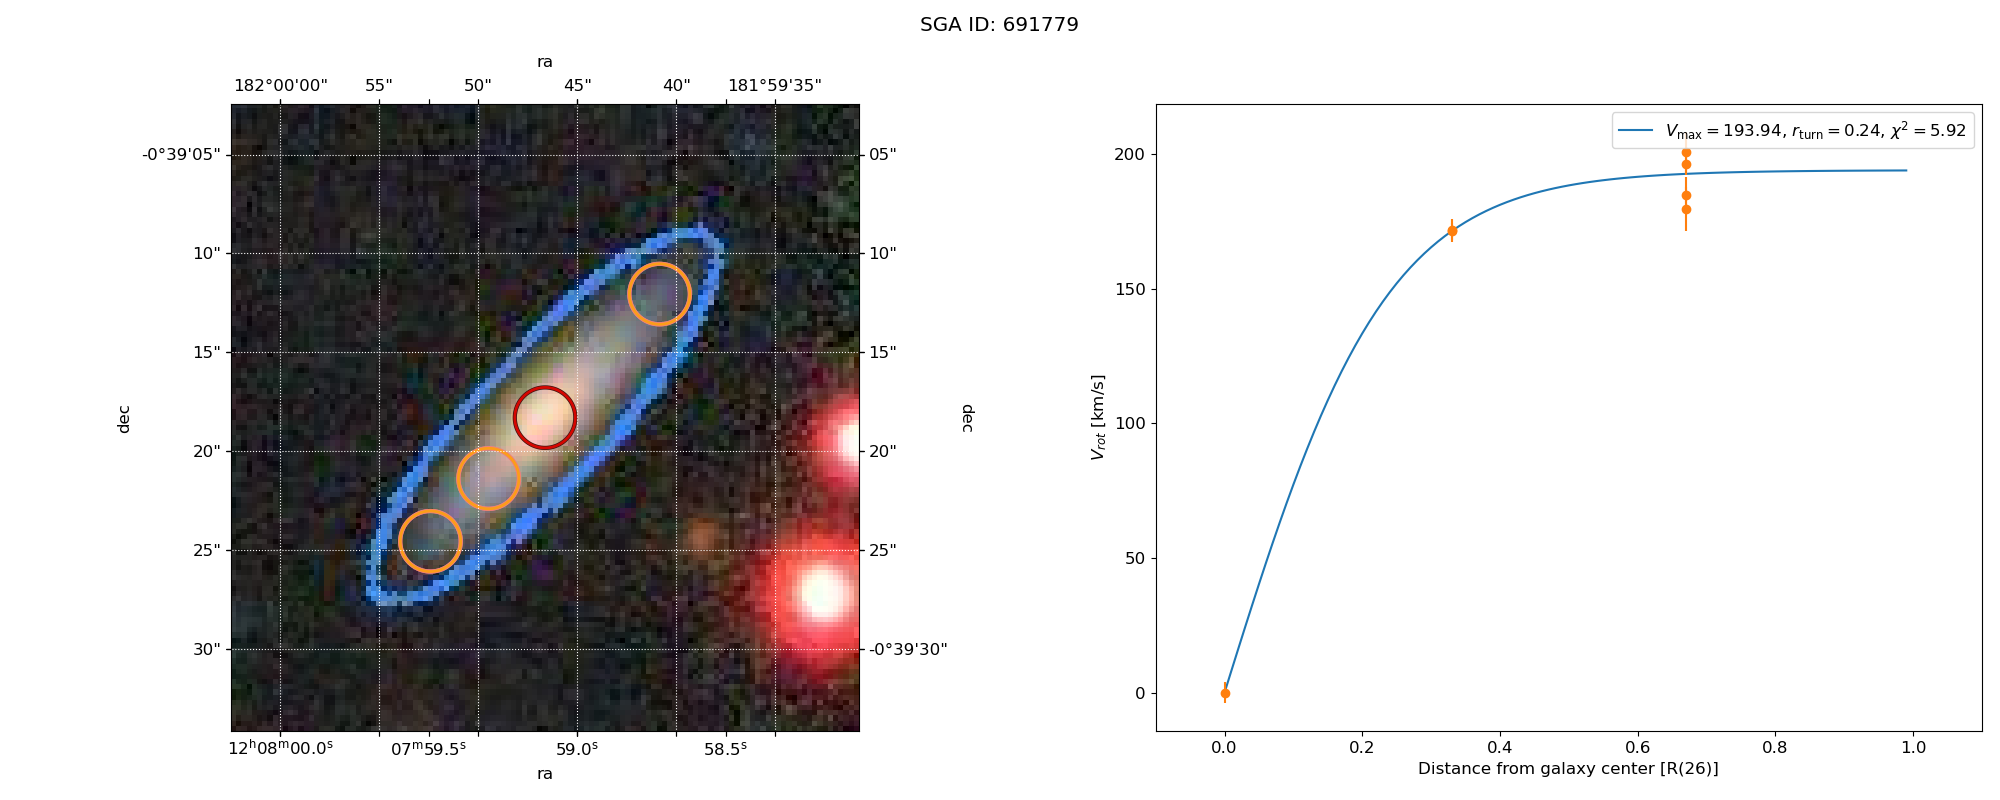 SGA ID: 691779
ra
182°00'00" 55" 50" 45" 40" 181°59'35"
-0°39'05" 05"
10" 10"
15" 15"
dec dec
20" 20"
25" 25"
30" -0°39'30"
12h08m00.0s 07m59.5s 59.0s 58.5s
ra
Vmax = 193.94, rturn = 0.24, χ² = 5.92
200
150
Vrot [km/s]
100
50
0
0.0 0.2 0.4 0.6 0.8 1.0
Distance from galaxy center [R(26)]